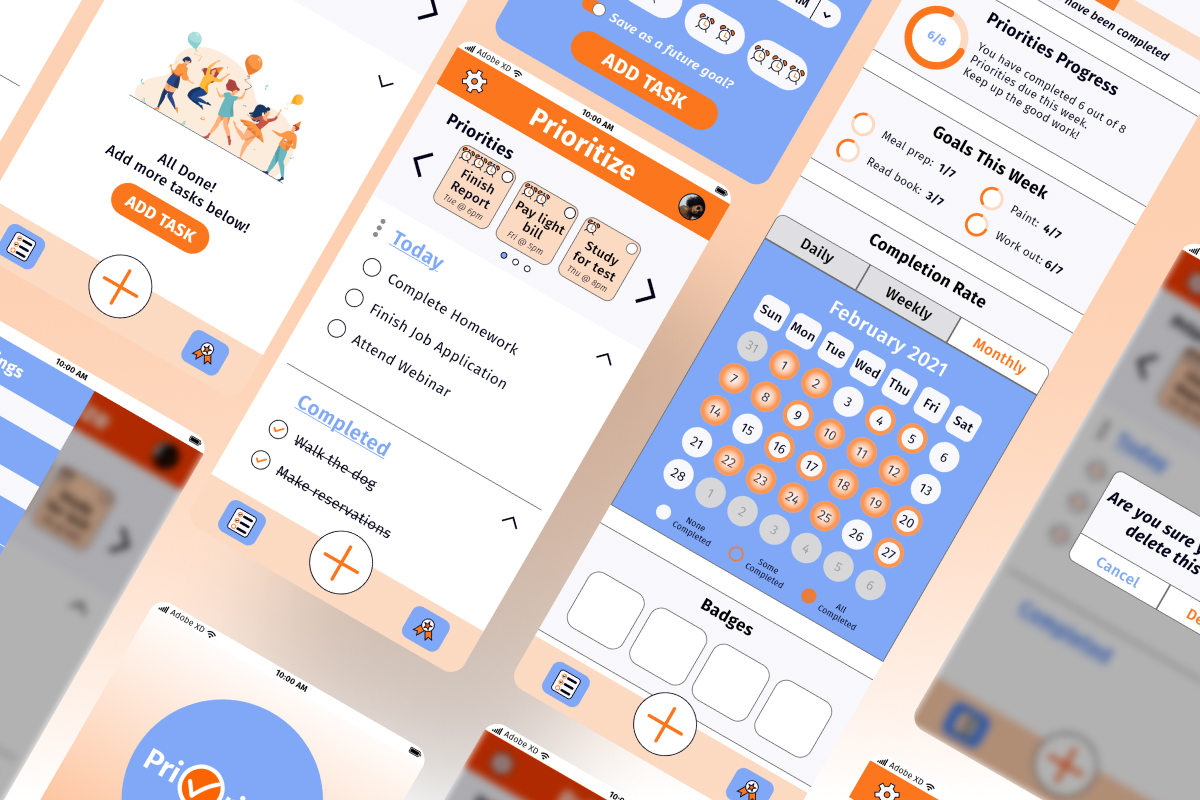 All Done!
Add more tasks below!
ADD TASK
10:00 AM
Adobe XD
10:00 AM
Prioritize
Priorities
Finish
Report
Tue @ 6pm
Pay light
bill
Fri @ 5pm
Study
for test
Thu @ 8pm
Today
Complete Homework
Finish Job Application
Attend Webinar
Completed
Walk the dog
Make reservations
Adobe XD
10:00 AM
Save as a future goal?
ADD TASK
have been completed
Priorities Progress
6/8
You have completed 6 out of 8
Priorities due this week.
Keep up the good work!
Goals This Week
Meal prep: 1/7
Read book: 3/7
Paint: 4/7
Work out: 6/7
Completion Rate
Daily
Weekly
Monthly
February 2021
Sun Mon Tue Wed Thu Fri Sat
31 1 2 3 4 5 6
7 8 9 10 11 12 13
14 15 16 17 18 19 20
21 22 23 24 25 26 27
28 1 2 3 4 5 6
None
Completed
Some
Completed
All
Completed
Badges
Today
Completed
Are you sure
delete this
Cancel
Adobe XD
Adobe XD